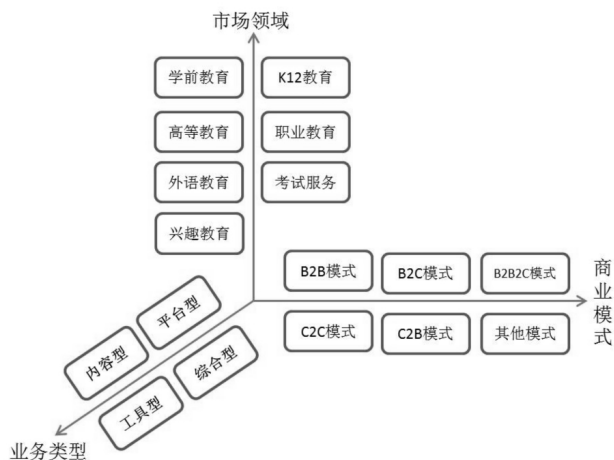 市场领域
学前教育
K12教育
高等教育
职业教育
外语教育
考试服务
兴趣教育
B2B模式
B2C模式
B2B2C模式
商业模式
C2C模式
C2B模式
其他模式
平台型
内容型
综合型
工具型
业务类型